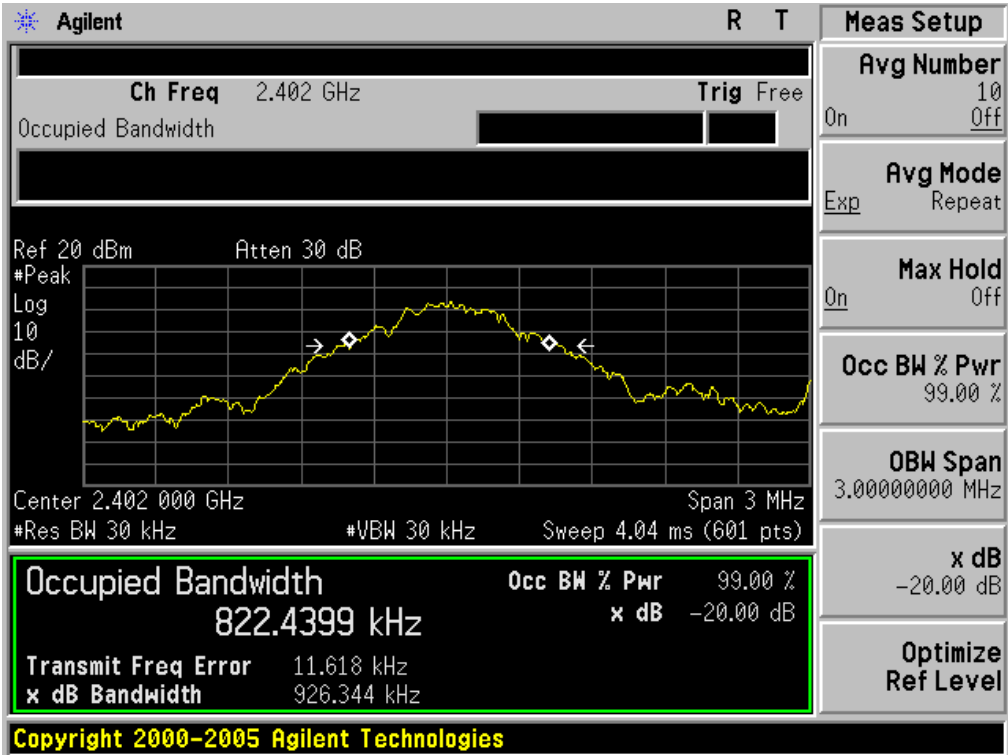 Agilent R T
Ch Freq 2.402 GHz Trig Free
Occupied Bandwidth
Ref 20 dBm Atten 30 dB
#Peak
Log
10
dB/
Center 2.402 000 GHz Span 3 MHz
#Res BW 30 kHz #VBW 30 kHz Sweep 4.04 ms (601 pts)
Occupied Bandwidth Occ BW % Pwr 99.00 %
822.4399 kHz x dB -20.00 dB
Transmit Freq Error 11.618 kHz
x dB Bandwidth 926.344 kHz
Copyright 2000-2005 Agilent Technologies
Meas Setup
Avg Number
10
On Off
Avg Mode
Exp Repeat
Max Hold
On Off
Occ BW % Pwr
99.00 %
OBW Span
3.00000000 MHz
x dB
-20.00 dB
Optimize
Ref Level